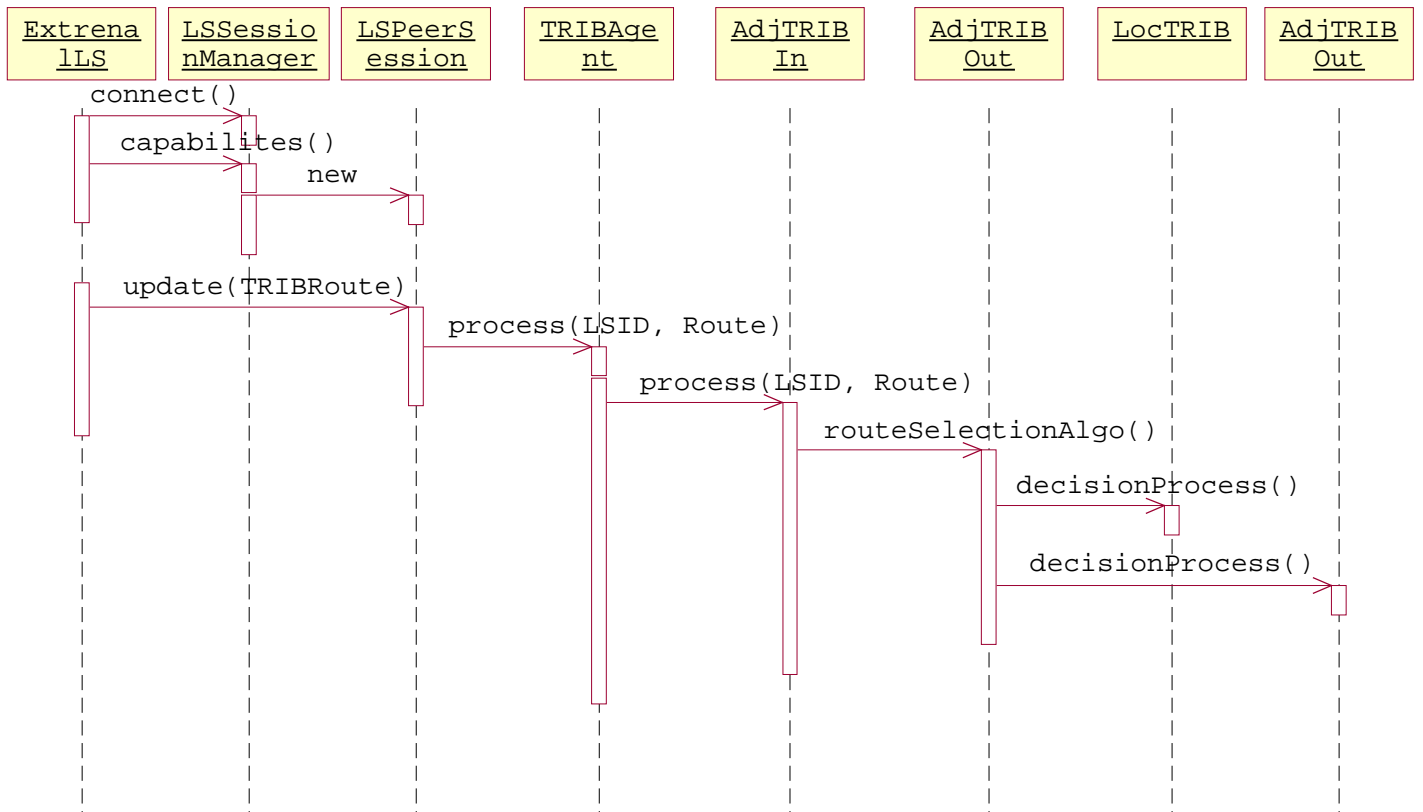 Extrena LSSessio LSPeerS TRIBAge AdjTRIB AdjTRIB LocTRIB AdjTRIB
lLS nManager ession nt In Out Out
connect()
capabilites()
new
update(TRIBRoute)
process(LSID, Route)
process(LSID, Route)
routeSelectionAlgo()
decisionProcess()
decisionProcess()